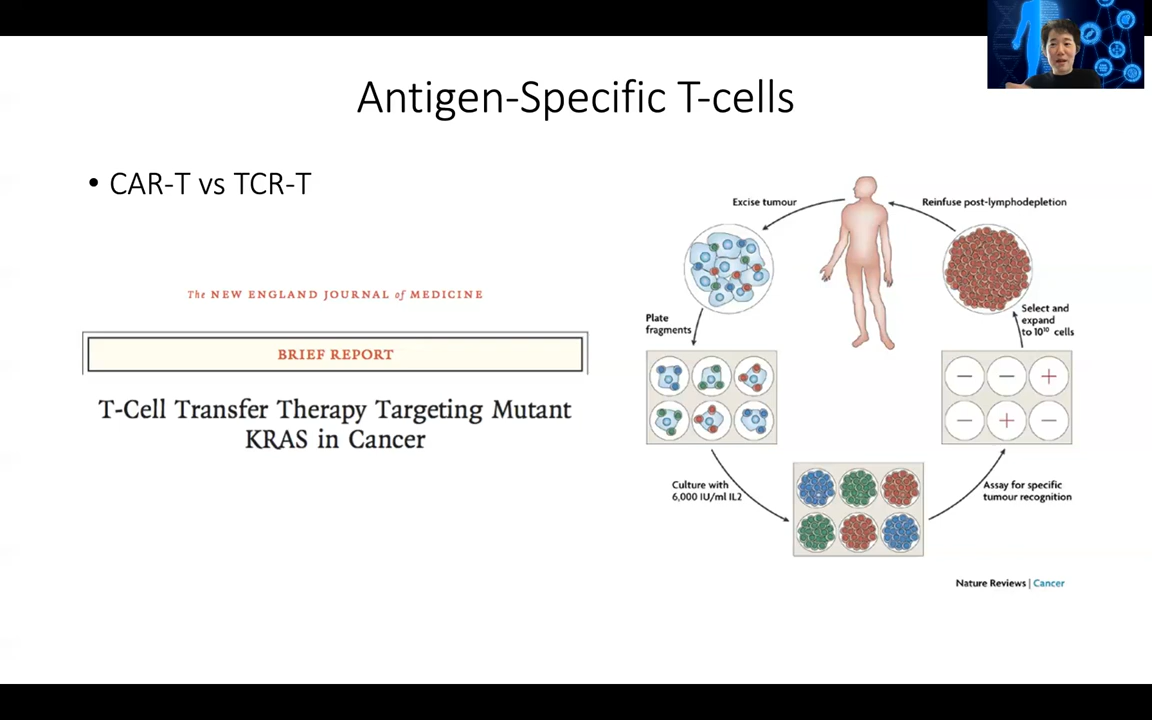 Antigen-Specific T-cells
• CAR-T vs TCR-T
The NEW ENGLAND JOURNAL of MEDICINE
BRIEF REPORT
T-Cell Transfer Therapy Targeting Mutant
KRAS in Cancer
Excise tumour
Reinfuse post-lymphodepletion
Plate
fragments
Select and
expand
to 10¹⁰ cells
− − +
− + −
Culture with
6,000 IU/ml IL2
Assay for specific
tumour recognition
Nature Reviews | Cancer